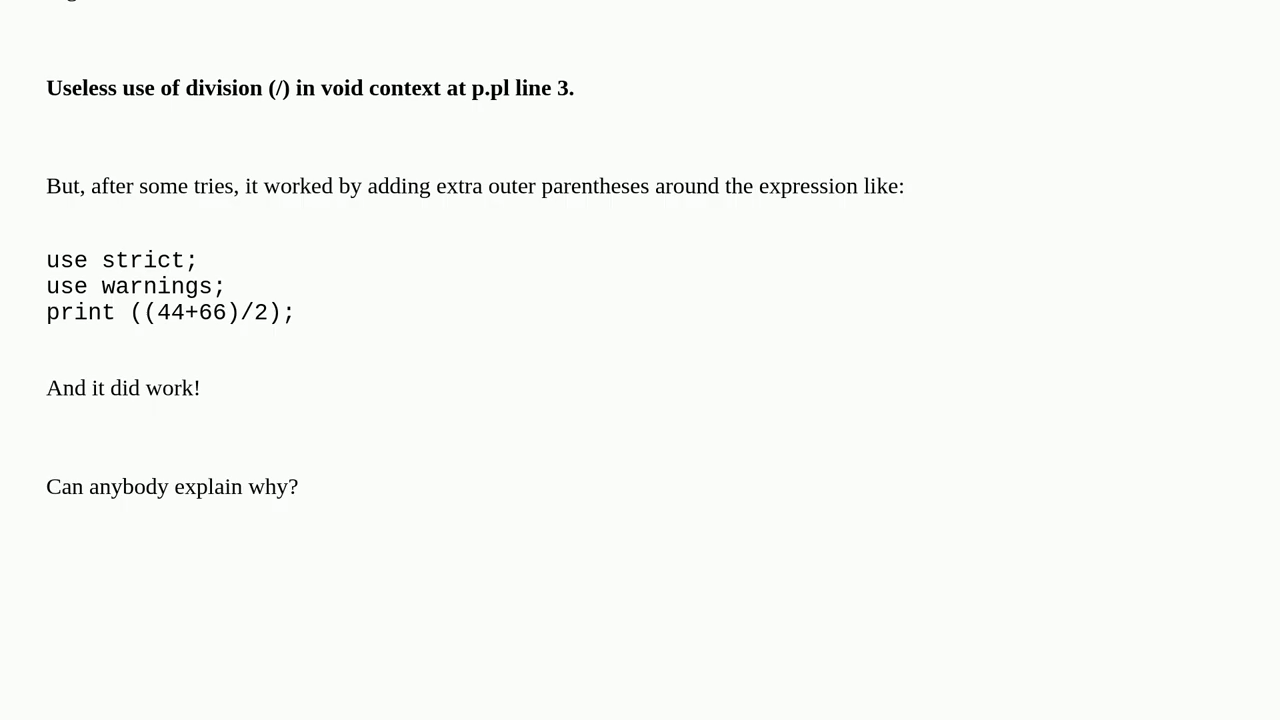 Useless use of division (/) in void context at p.pl line 3.
But, after some tries, it worked by adding extra outer parentheses around the expression like:
use strict;
use warnings;
print ((44+66)/2);
And it did work!
Can anybody explain why?